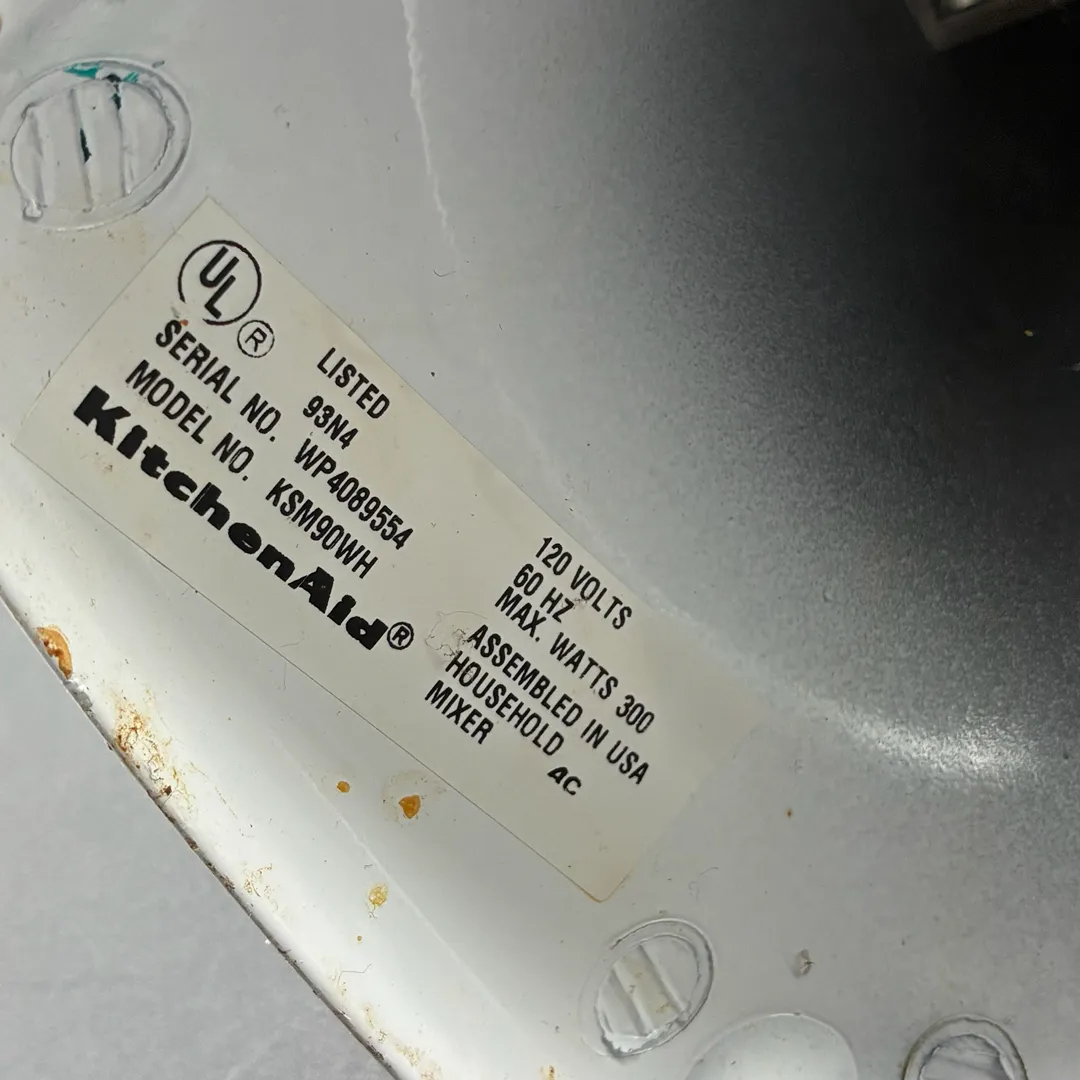 UL® LISTED
93N4
SERIAL NO. WP4089554
MODEL NO. KSM90WH
KitchenAid®
120 VOLTS
60 HZ
MAX. WATTS 300
ASSEMBLED IN USA
HOUSEHOLD
MIXER
AC